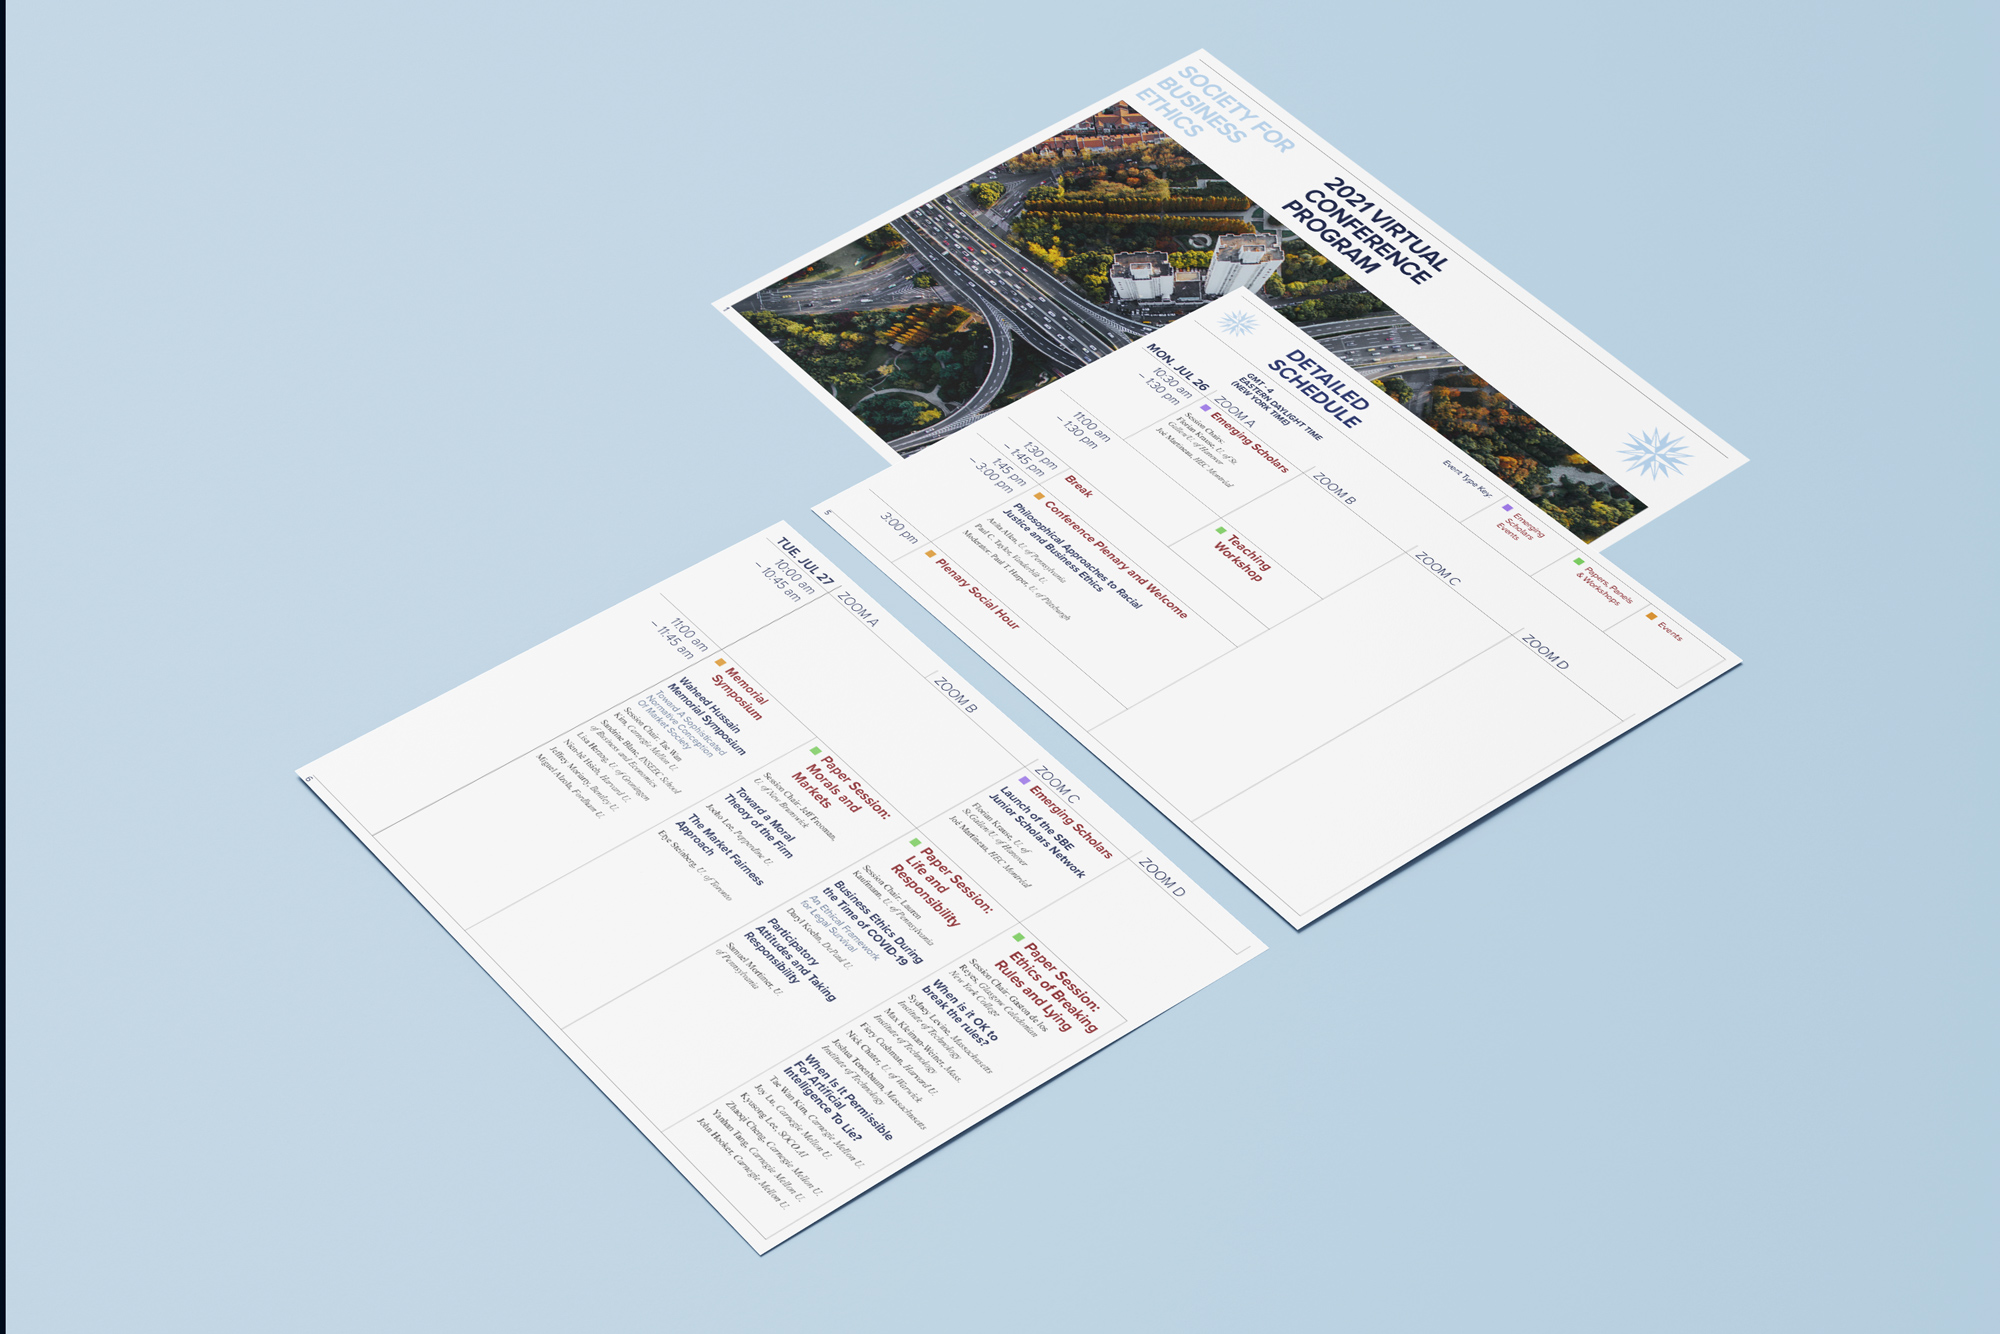 SOCIETY FOR
BUSINESS
ETHICS
2021 VIRTUAL
CONFERENCE
PROGRAM
1
DETAILED
SCHEDULE
GMT - 4
EASTERN DAYLIGHT TIME
(NEW YORK TIME)
Event Type Key:
Emerging
Scholars
Events
Papers, Panels
& Workshops
Events
MON. JUL 26
ZOOM A
ZOOM B
ZOOM C
ZOOM D
10:30 am
– 1:30 pm
Emerging Scholars
Session Chairs:
Florian Krause, U. of St.
Gallen/U. of Hanover
Joé Martineau, HEC Montréal
11:00 am
– 1:30 pm
Teaching
Workshop
1:30 pm
– 1:45 pm
Break
1:45 pm
– 3:00 pm
Conference Plenary and Welcome
Philosophical Approaches to Racial
Justice and Business Ethics
Anita Allen, U. of Pennsylvania
Paul C. Taylor, Vanderbilt U.
Moderator: Paul T. Harper, U. of Pittsburgh
3:00 pm
Plenary Social Hour
5
TUE. JUL 27
ZOOM A
ZOOM B
ZOOM C
ZOOM D
10:00 am
– 10:45 am
Emerging Scholars
Launch of the SBE
Junior Scholars Network
Florian Krause, U. of
St.Gallen/U. of Hanover
Joé Martineau, HEC Montréal
11:00 am
– 11:45 am
Memorial
Symposium
Waheed Hussain
Memorial Symposium
Toward A Sophisticated
Normative Conception
Of Market Society
Session Chair: Tae Wan
Kim, Carnegie Mellon U.
Sandrine Blanc, INSEEC School
of Business and Economics
Lisa Herzog, U. of Groningen
Nien-hê Hsieh, Harvard U.
Jeffrey Moriarty, Bentley U.
Miguel Alzola, Fordham U.
Paper Session:
Morals and
Markets
Session Chair: Jeff Frooman,
U. of New Brunswick
Toward a Moral
Theory of the Firm
Jooho Lee, Pepperdine U.
The Market Fairness
Approach
Etye Steinberg, U. of Toronto
Paper Session:
Life and
Responsibility
Session Chair: Lauren
Kaufmann, U. of Pennsylvania
Business Ethics During
the Time of COVID-19
An Ethical Framework
for Legal Survival
Daryl Koehn, DePaul U.
Participatory
Attitudes and Taking
Responsibility
Samuel Mortimer, U.
of Pennsylvania
Paper Session:
Ethics of Breaking
Rules and Lying
Session Chair: Gaston de los
Reyes, Glasgow Caledonian
New York College
When is it OK to
break the rules?
Sydney Levine, Massachusetts
Institute of Technology
Max Kleiman-Weiner, Mass.
Institute of Technology
Fiery Cushman, Harvard U.
Nick Chater, U. of Warwick
Joshua Tenenbaum, Massachusetts
Institute of Technology
When Is It Permissible
For Artificial
Intelligence To Lie?
Tae Wan Kim, Carnegie Mellon U.
Joy Lu, Carnegie Mellon U.
Kyusong Lee, SOCO.AI
Zhaoqi Cheng, Carnegie Mellon U.
Yanhan Tang, Carnegie Mellon U.
John Hooker, Carnegie Mellon U.
6